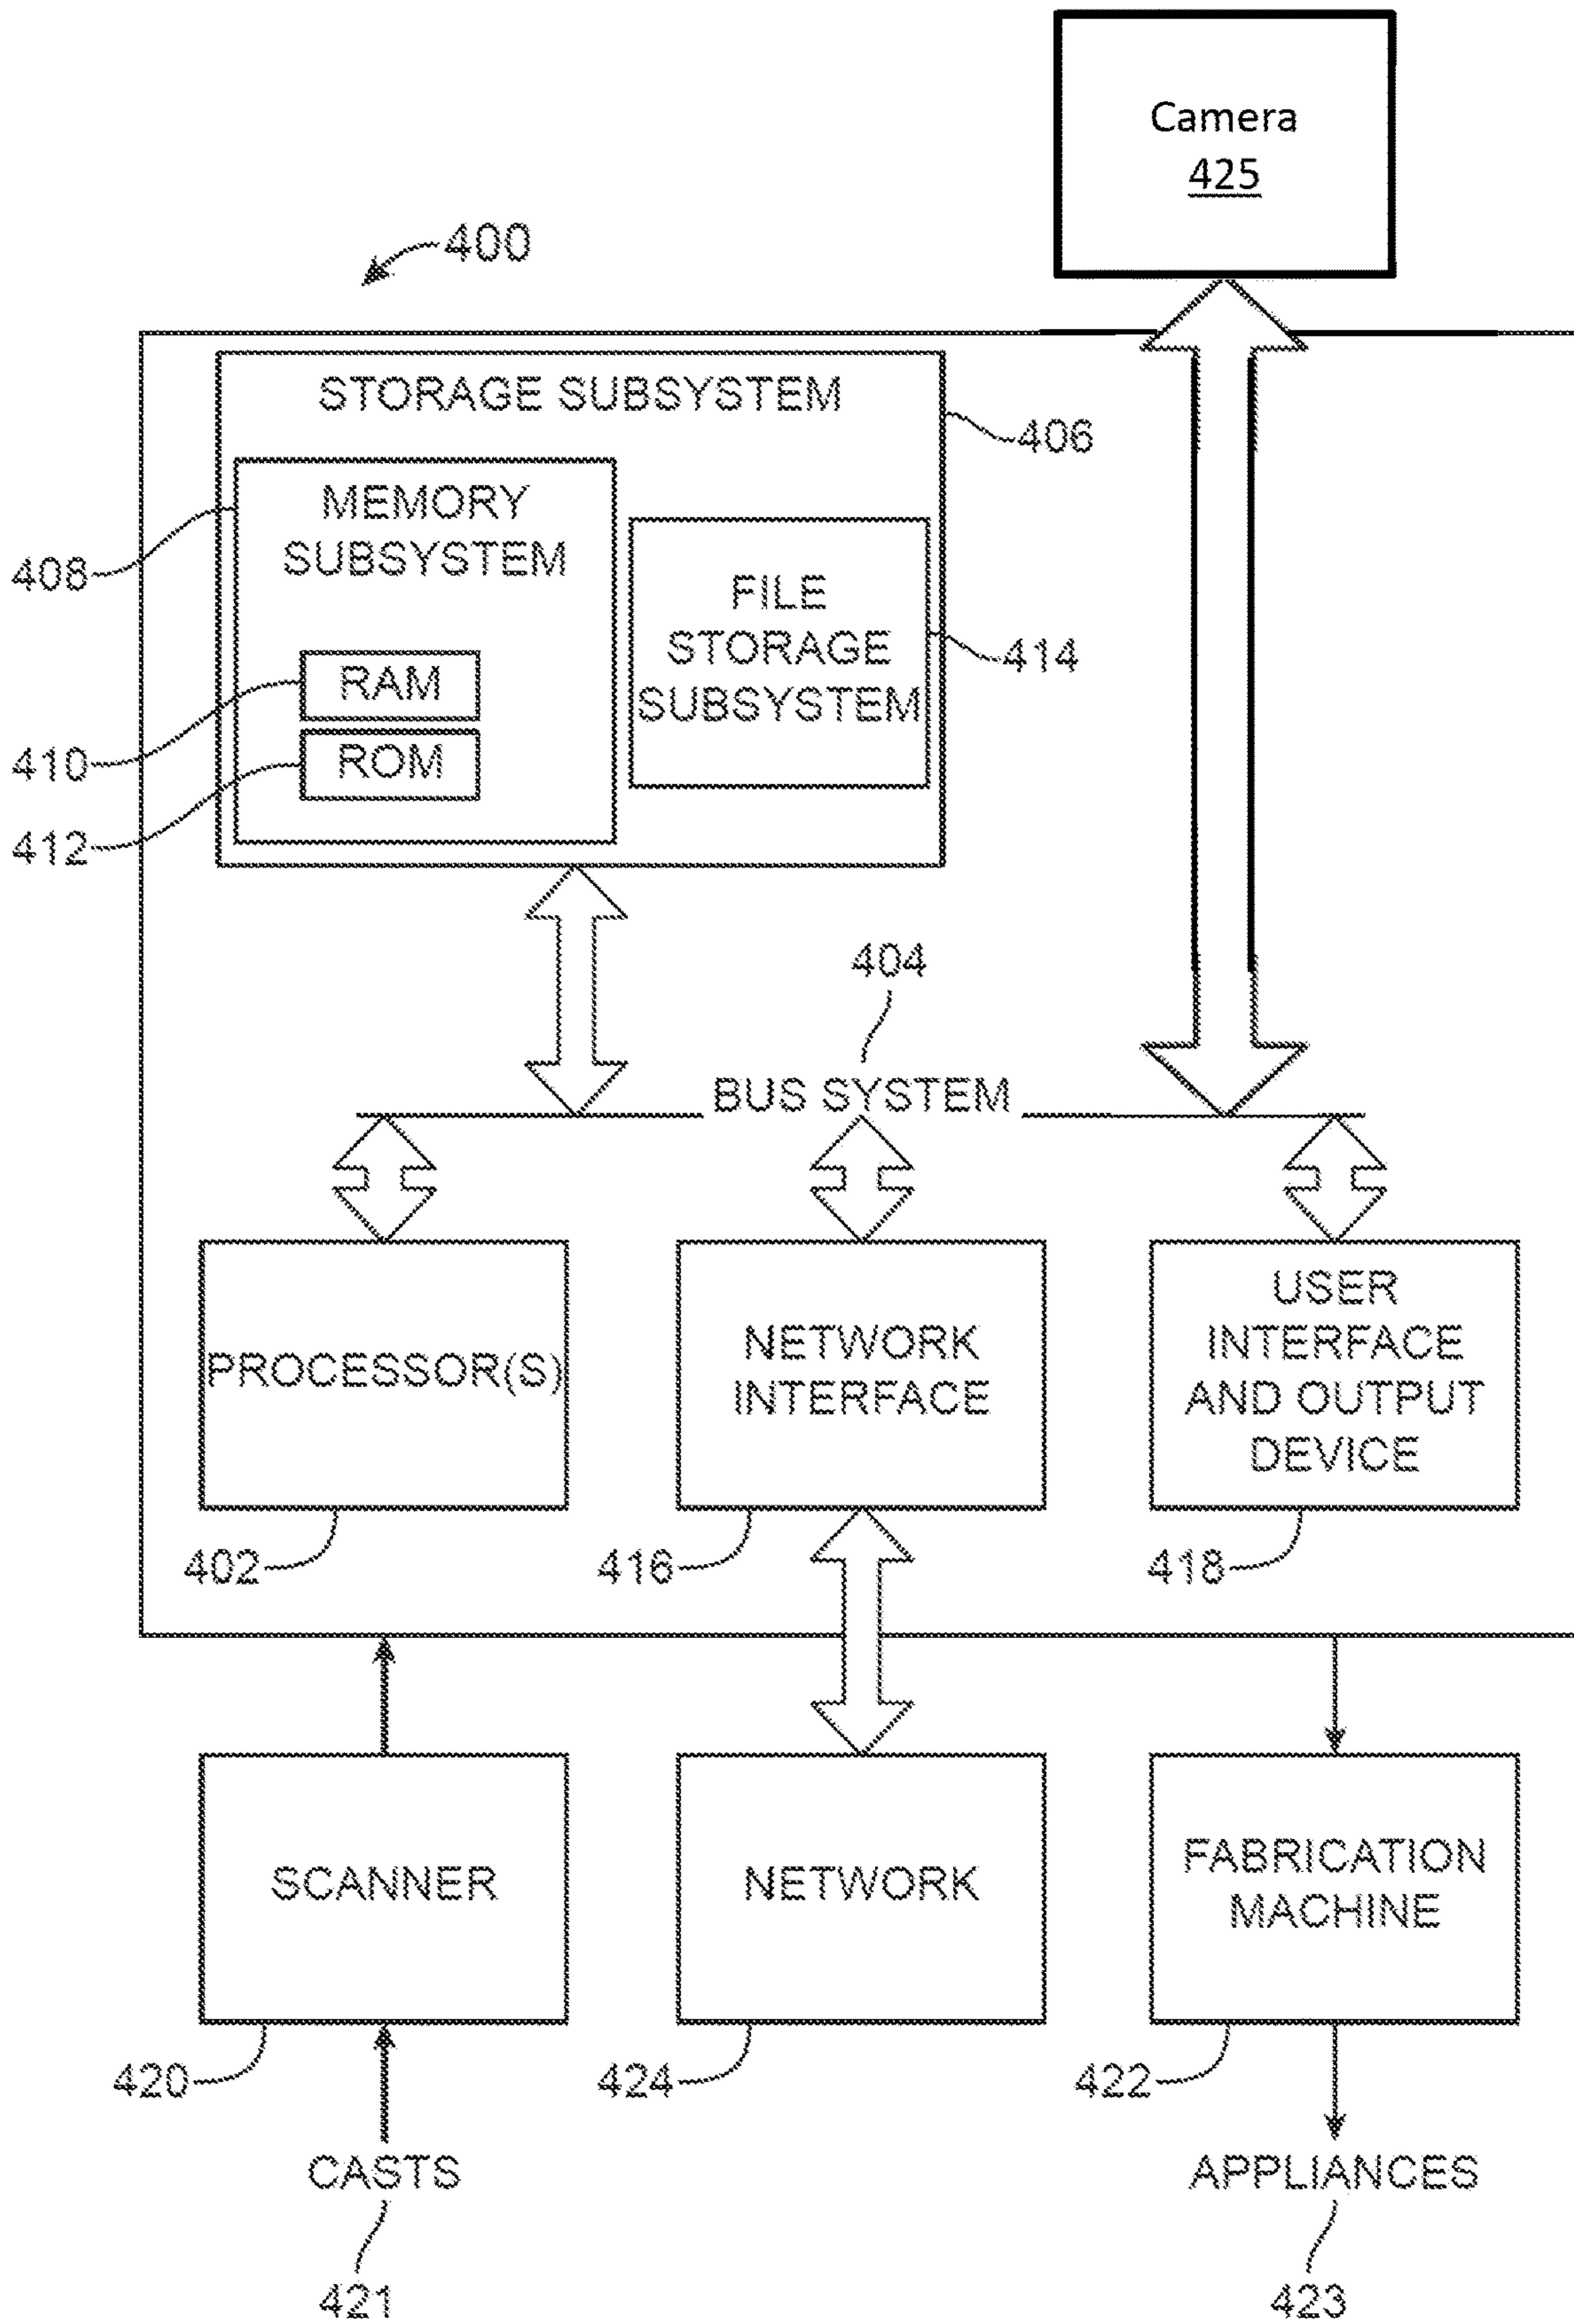 Camera
425
400
STORAGE SUBSYSTEM
406
MEMORY
SUBSYSTEM
408
FILE
STORAGE
SUBSYSTEM
414
RAM
410
ROM
412
404
BUS SYSTEM
PROCESSOR(S)
NETWORK
INTERFACE
USER
INTERFACE
AND OUTPUT
DEVICE
402
416
418
SCANNER
NETWORK
FABRICATION
MACHINE
420
424
422
CASTS
APPLIANCES
421
423